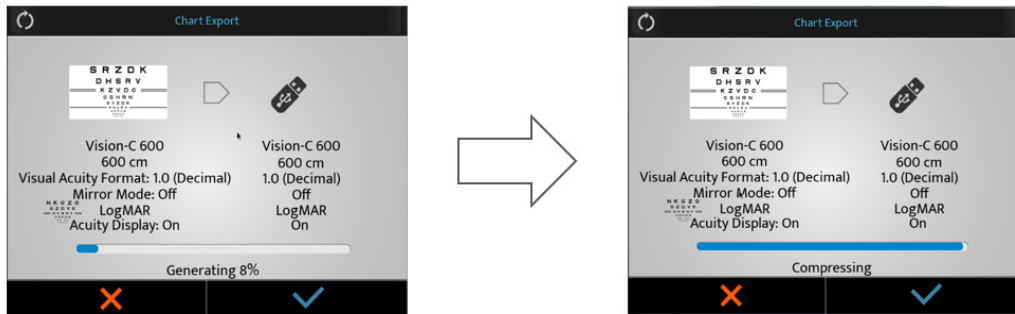 Chart Export
S R Z D K
D H S R V
K Z V D C
Vision-C 600
600 cm
Visual Acuity Format: 1.0 (Decimal)
Mirror Mode: Off
N K G Z D
LogMAR
Acuity Display: On
Vision-C 600
600 cm
1.0 (Decimal)
Off
LogMAR
On
Generating 8%
Chart Export
S R Z D K
D H S R V
K Z V D C
Vision-C 600
600 cm
Visual Acuity Format: 1.0 (Decimal)
Mirror Mode: Off
N K G Z D
LogMAR
Acuity Display: On
Vision-C 600
600 cm
1.0 (Decimal)
Off
LogMAR
On
Compressing